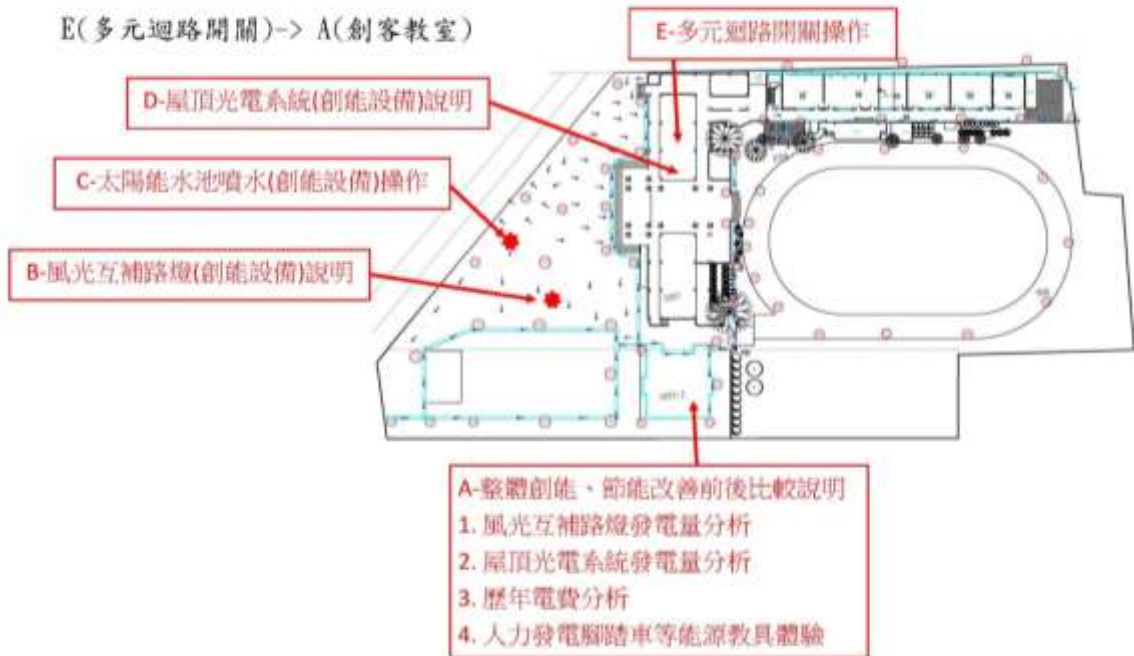 E(多元迴路開關)-> A(創客教室)
E-多元迴路開關操作
D-屋頂光電系統(創能設備)說明
C-太陽能水池噴水(創能設備)操作
B-風光互補路燈(創能設備)說明
A-整體創能、節能改善前後比較說明
1. 風光互補路燈發電量分析
2. 屋頂光電系統發電量分析
3. 歷年電費分析
4. 人力發電腳踏車等能源教具體驗